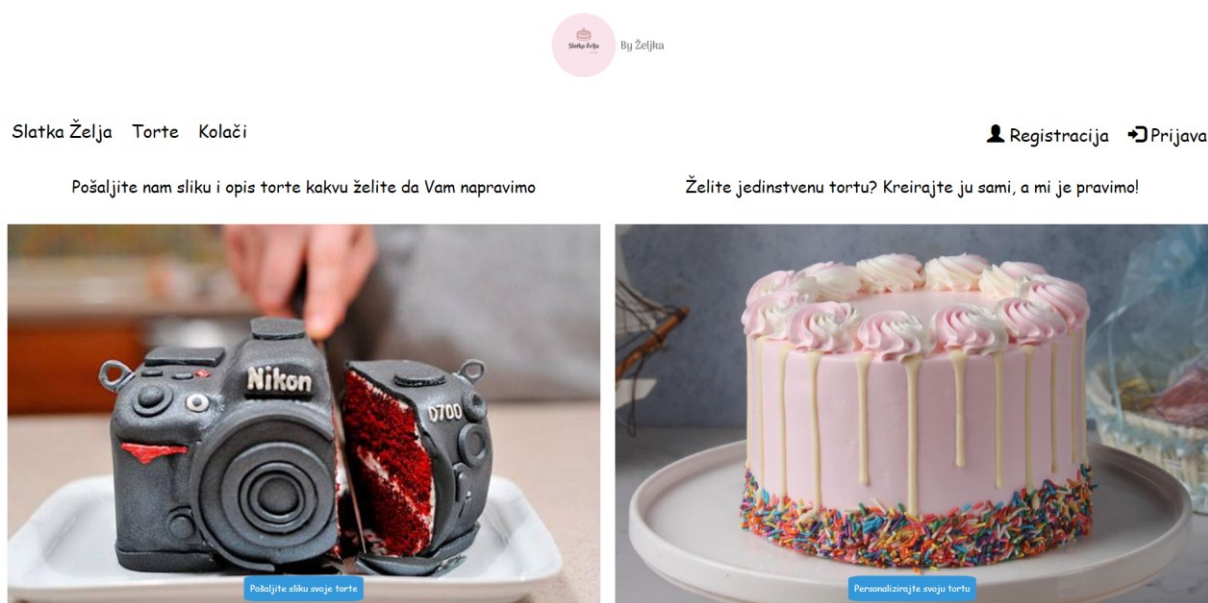 Slatka Želja
By Željka
Slatka Želja Torte Kolači
Registracija Prijava
Pošaljite nam sliku i opis torte kakvu želite da Vam napravimo
Želite jedinstvenu tortu? Kreirajte ju sami, a mi je pravimo!
Nikon
D700
Pošaljite sliku svoje torte
Personalizirajte svoju tortu